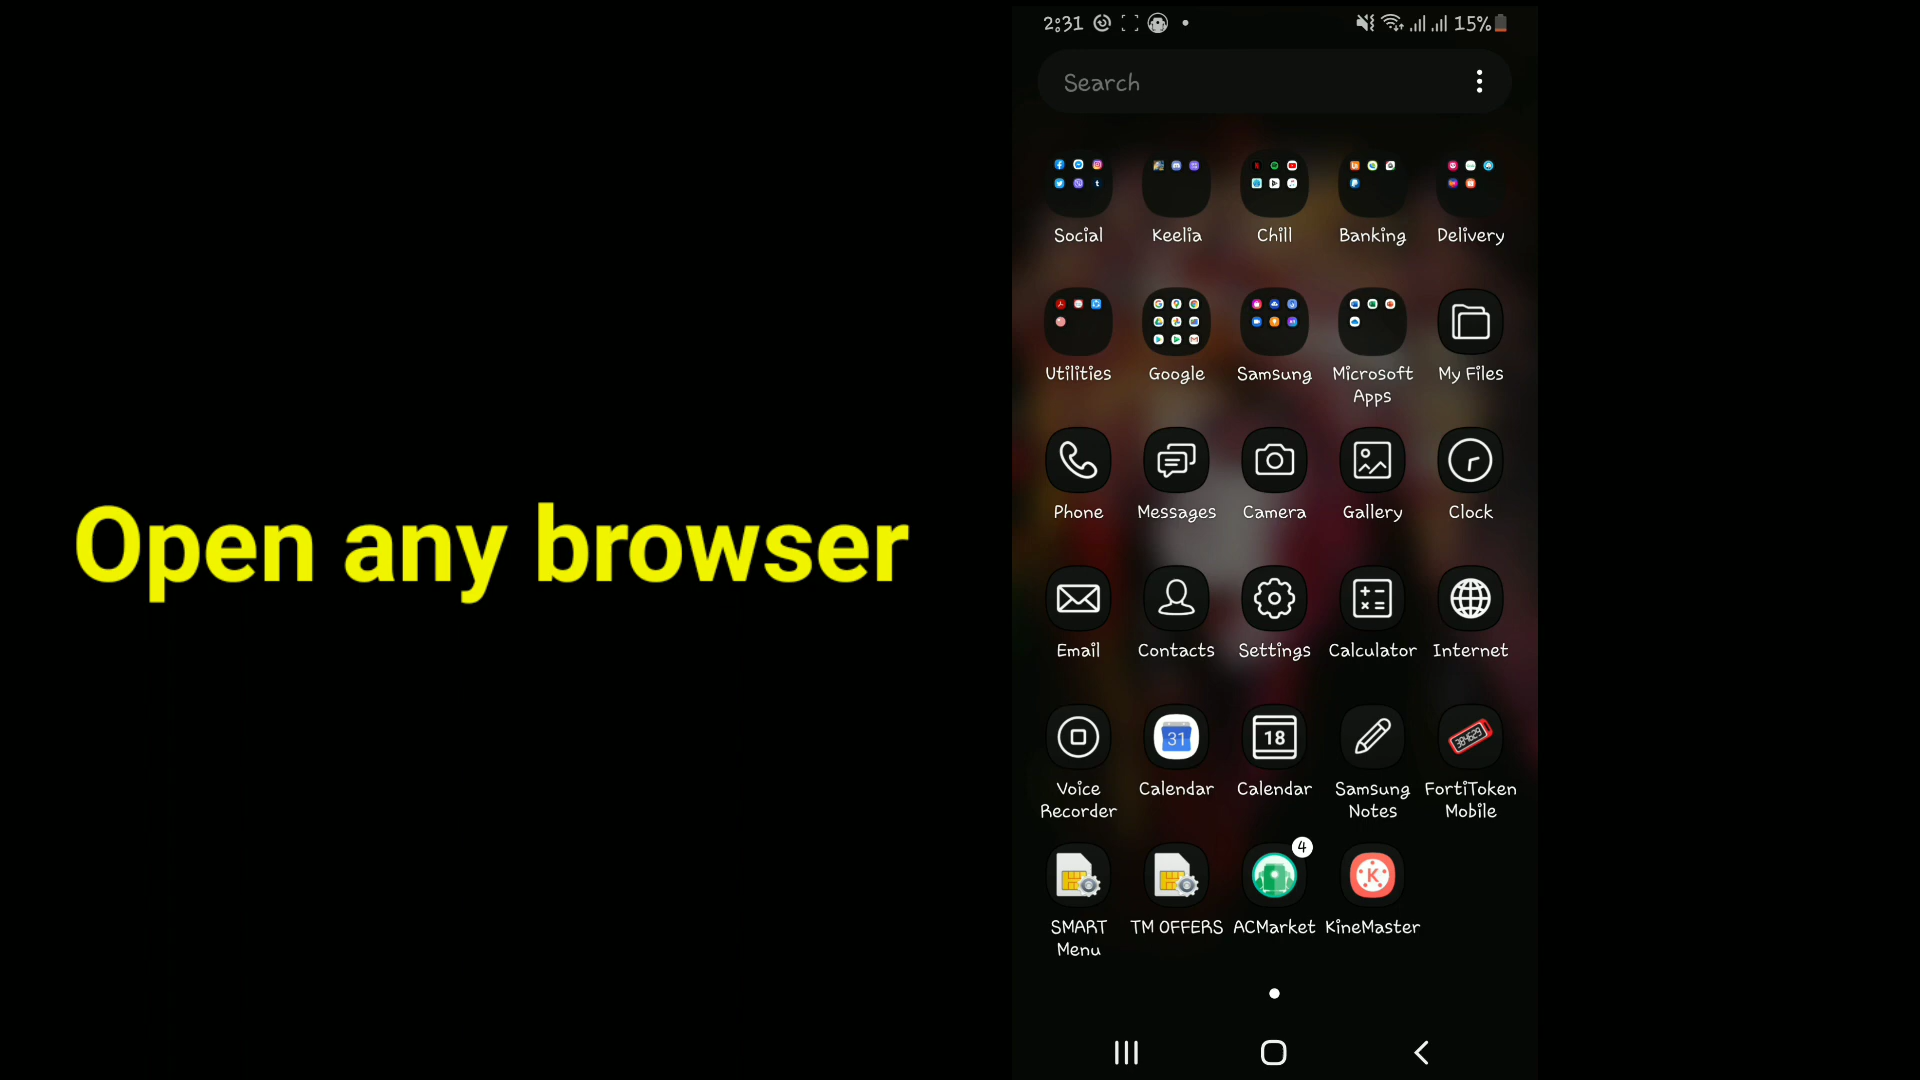 Open any browser
2:31
15%
Search
Social Keelia Chill Banking Delivery
Utilities Google Samsung Microsoft Apps My Files
Phone Messages Camera Gallery Clock
Email Contacts Settings Calculator Internet
31
18
Voice Recorder Calendar Calendar Samsung Notes FortiToken Mobile
4
K
SMART Menu TM OFFERS ACMarket KineMaster